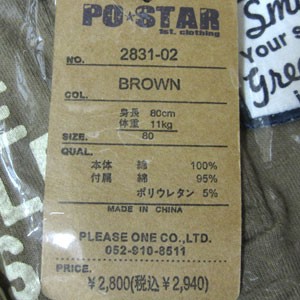 PO★STAR
1st. clothing
NO. 2831-02
COL. BROWN
身長 80cm
体重 11kg
SIZE. 80
QUAL.
本体 綿 100%
付属 綿 95%
ポリウレタン 5%
MADE IN CHINA
PLEASE ONE CO.,LTD.
052-910-8511
PRICE.
¥2,800(税込¥2,940)
your s